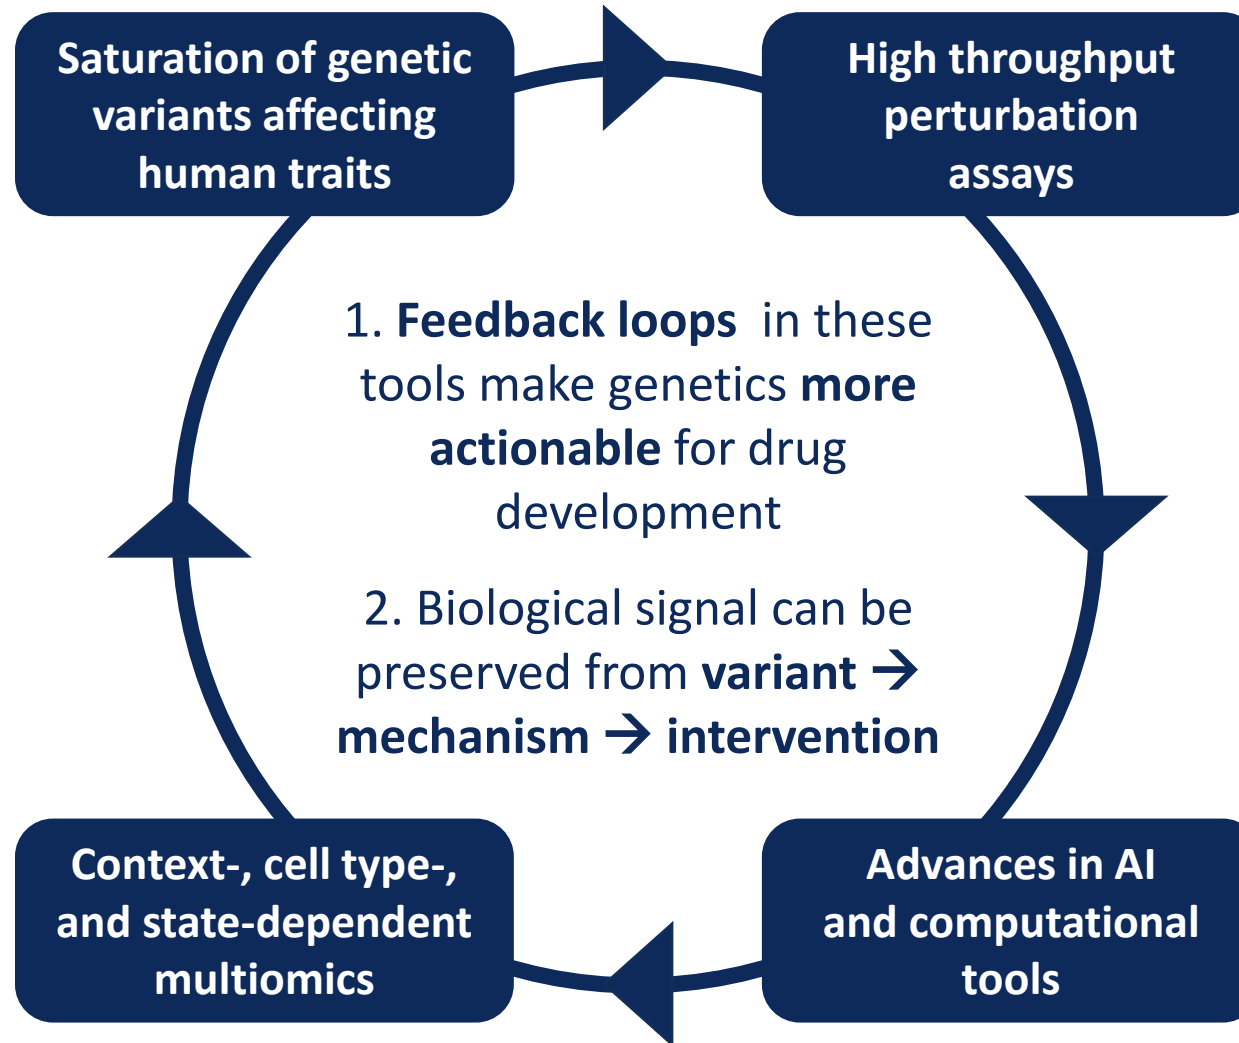 Saturation of genetic
variants affecting
human traits
High throughput
perturbation
assays
1. Feedback loops in these
tools make genetics more
actionable for drug
development
2. Biological signal can be
preserved from variant →
mechanism → intervention
Context-, cell type-,
and state-dependent
multiomics
Advances in AI
and computational
tools